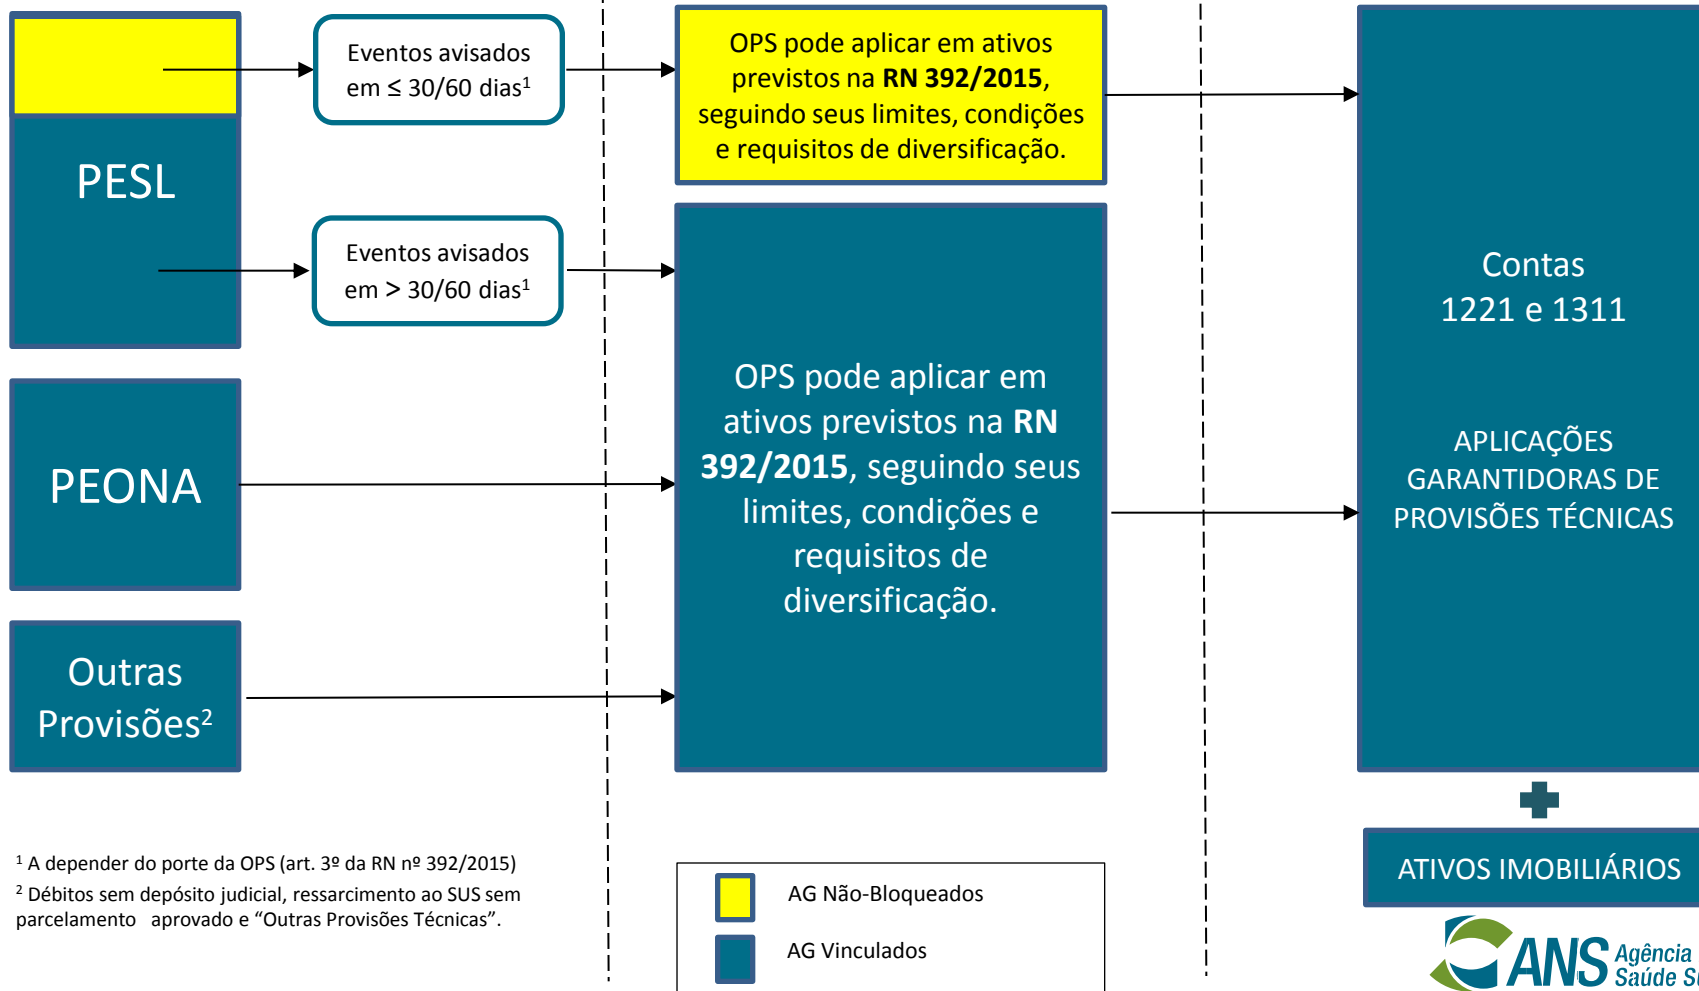 PESL
Eventos avisados
em ≤ 30/60 dias¹
Eventos avisados
em > 30/60 dias¹
PEONA
Outras
Provisões²
OPS pode aplicar em ativos
previstos na RN 392/2015,
seguindo seus limites, condições
e requisitos de diversificação.
OPS pode aplicar em
ativos previstos na RN
392/2015, seguindo seus
limites, condições e
requisitos de
diversificação.
Contas
1221 e 1311
APLICAÇÕES
GARANTIDORAS DE
PROVISÕES TÉCNICAS
ATIVOS IMOBILIÁRIOS
¹ A depender do porte da OPS (art. 3º da RN nº 392/2015)
² Débitos sem depósito judicial, ressarcimento ao SUS sem
parcelamento aprovado e “Outras Provisões Técnicas”.
AG Não-Bloqueados
AG Vinculados
ANS
Agência
Saúde